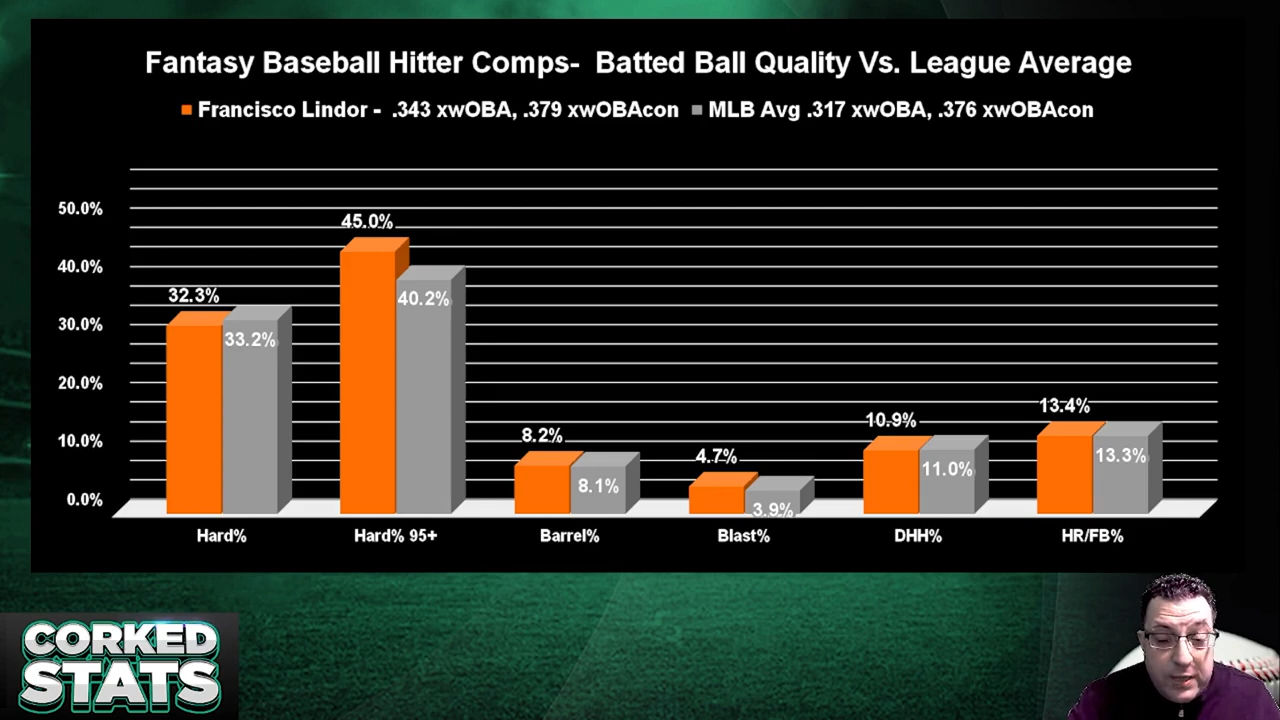 Fantasy Baseball Hitter Comps-  Batted Ball Quality Vs. League Average
Francisco Lindor -  .343 xwOBA, .379 xwOBAcon  MLB Avg .317 xwOBA, .376 xwOBAcon
50.0%
40.0%
30.0%
20.0%
10.0%
0.0%
32.3%
33.2%
45.0%
40.2%
8.2%
8.1%
4.7%
3.9%
10.9%
11.0%
13.4%
13.3%
Hard%
Hard% 95+
Barrel%
Blast%
DHH%
HR/FB%
CORKED
STATS